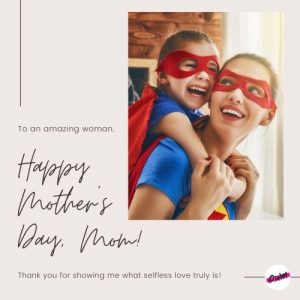 To an amazing woman,
Happy
Mother's
Day, Mom!
Thank you for showing me what selfless love truly is!